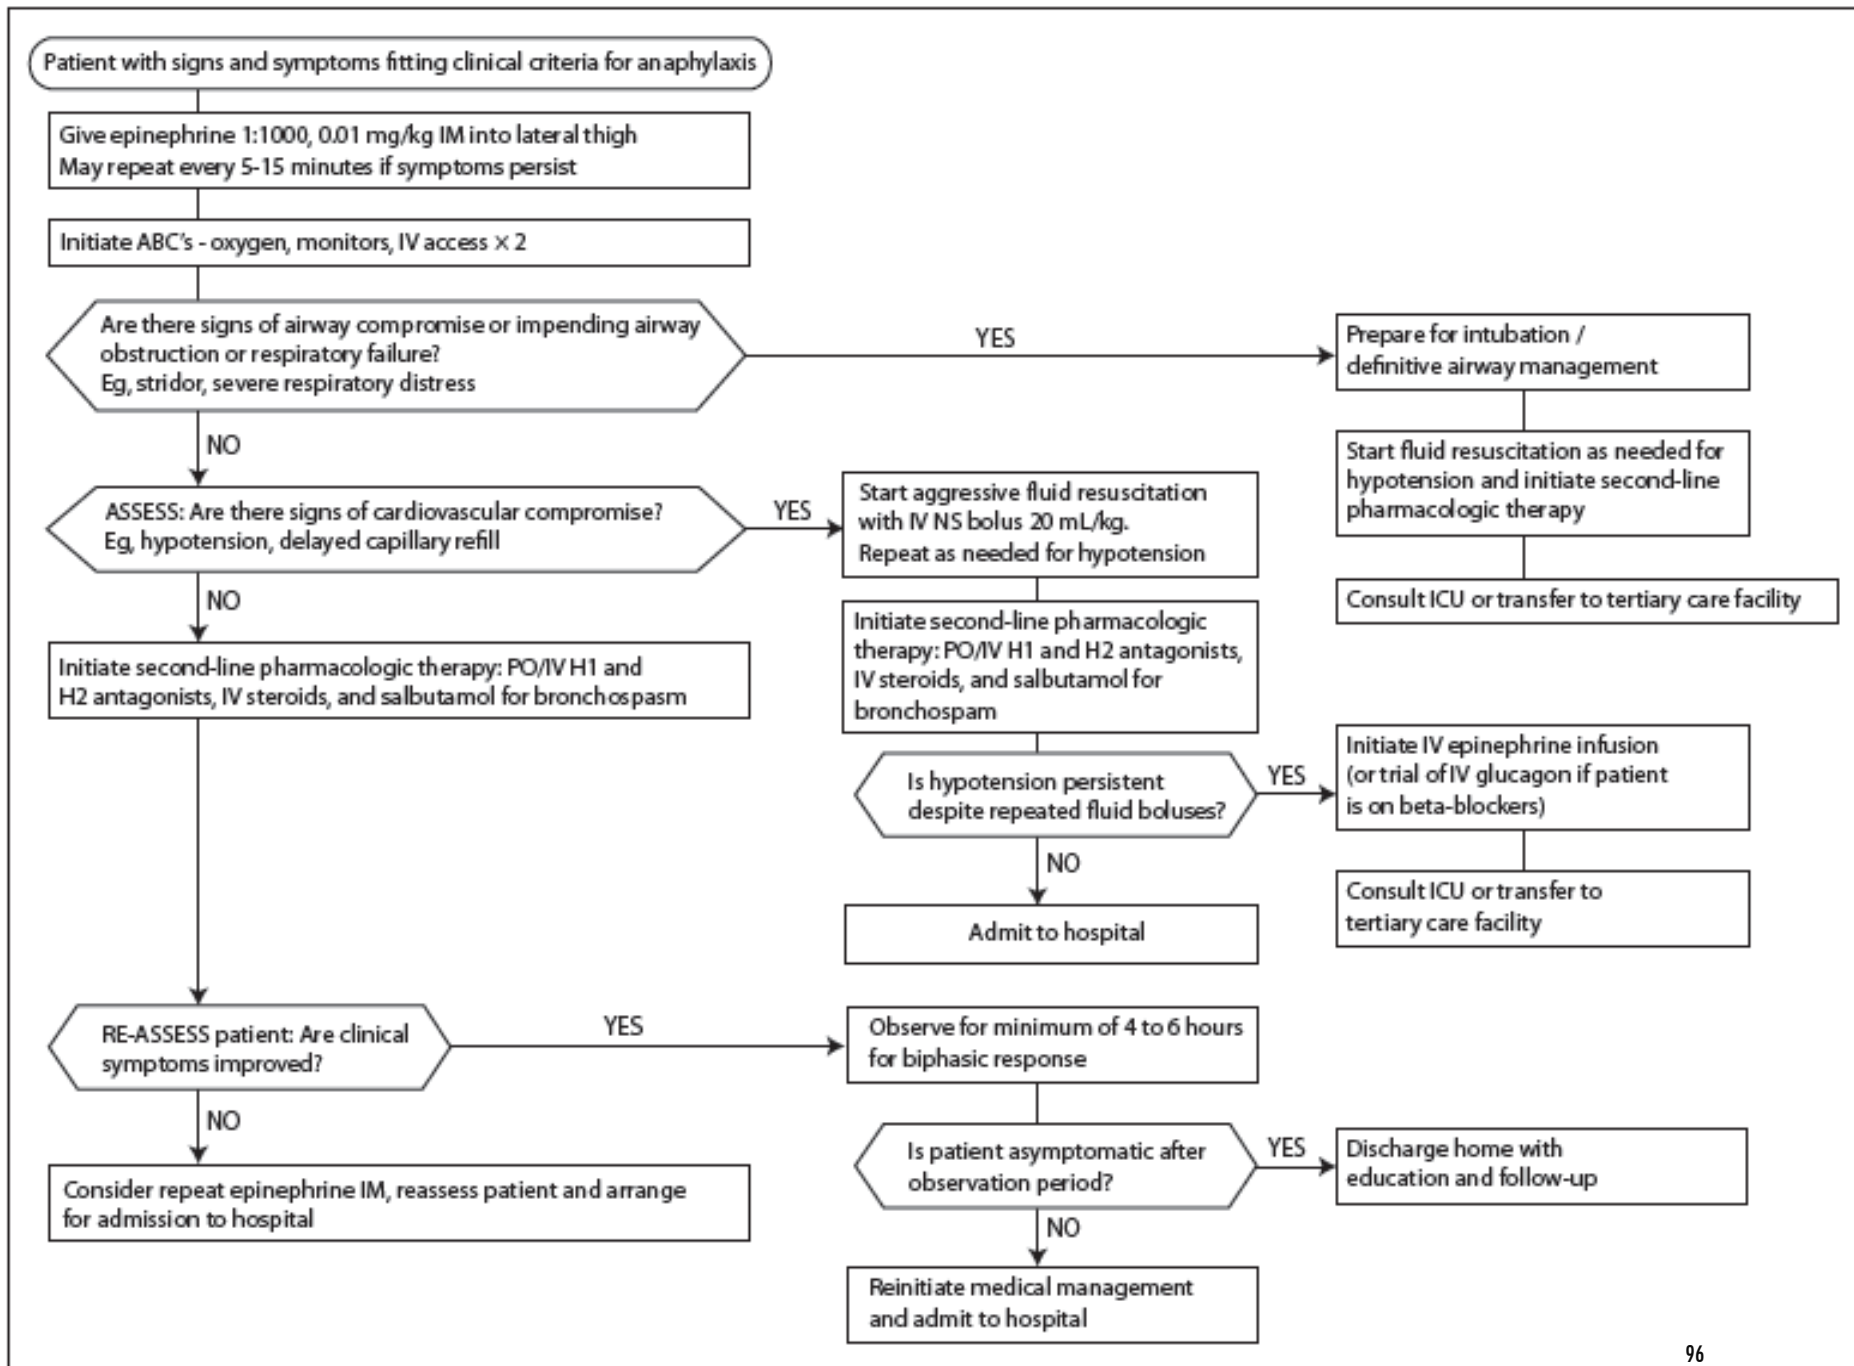 Patient with signs and symptoms fitting clinical criteria for anaphylaxis
Give epinephrine 1:1000, 0.01 mg/kg IM into lateral thigh
May repeat every 5-15 minutes if symptoms persist
Initiate ABC's - oxygen, monitors, IV access × 2
Are there signs of airway compromise or impending airway
obstruction or respiratory failure?
Eg, stridor, severe respiratory distress
YES
Prepare for intubation /
definitive airway management
Start fluid resuscitation as needed for
hypotension and initiate second-line
pharmacologic therapy
Consult ICU or transfer to tertiary care facility
NO
ASSESS: Are there signs of cardiovascular compromise?
Eg, hypotension, delayed capillary refill
YES
Start aggressive fluid resuscitation
with IV NS bolus 20 mL/kg.
Repeat as needed for hypotension
Initiate second-line pharmacologic
therapy: PO/IV H1 and H2 antagonists,
IV steroids, and salbutamol for
bronchospam
Is hypotension persistent
despite repeated fluid boluses?
YES
Initiate IV epinephrine infusion
(or trial of IV glucagon if patient
is on beta-blockers)
Consult ICU or transfer to
tertiary care facility
NO
Admit to hospital
NO
Initiate second-line pharmacologic therapy: PO/IV H1 and
H2 antagonists, IV steroids, and salbutamol for bronchospasm
RE-ASSESS patient: Are clinical
symptoms improved?
YES
Observe for minimum of 4 to 6 hours
for biphasic response
Is patient asymptomatic after
observation period?
YES
Discharge home with
education and follow-up
NO
Reinitiate medical management
and admit to hospital
NO
Consider repeat epinephrine IM, reassess patient and arrange
for admission to hospital
96